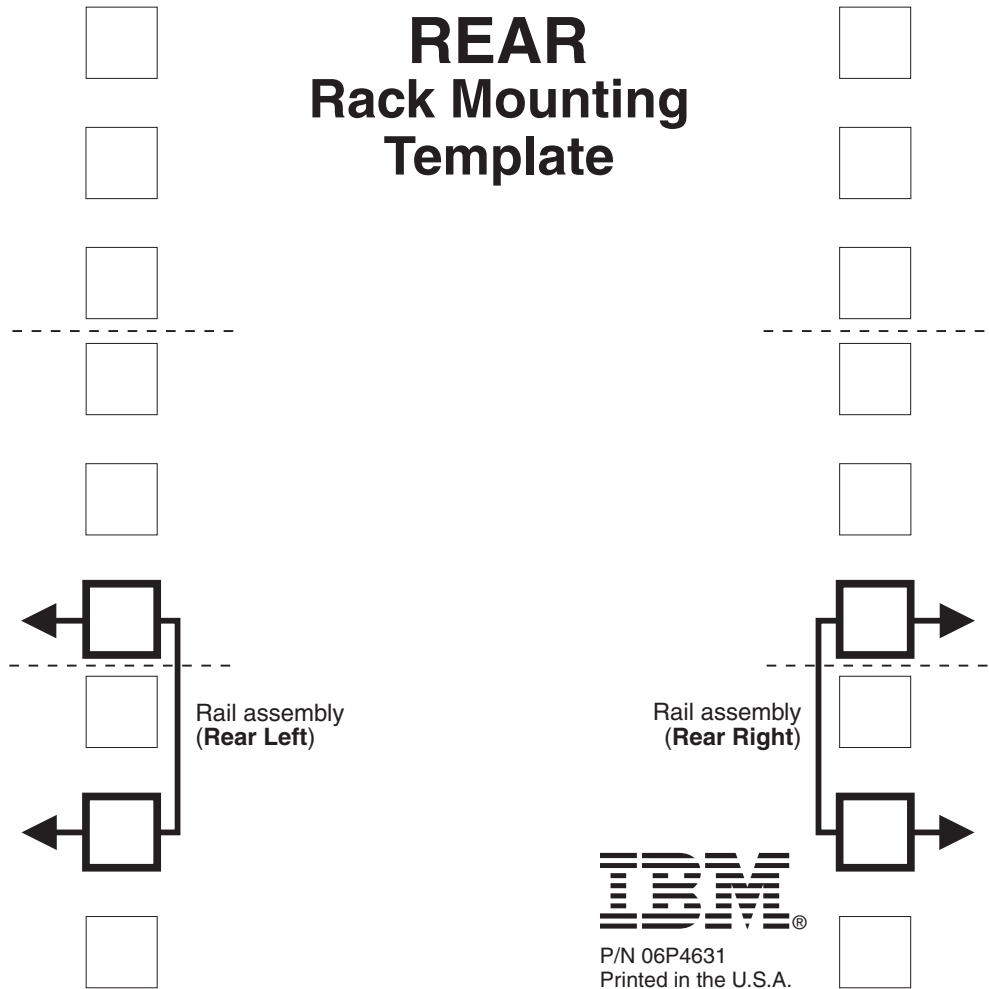 REAR
Rack Mounting
Template
Rail assembly
(Rear Left)
Rail assembly
(Rear Right)
IBM®
P/N 06P4631
Printed in the U.S.A.